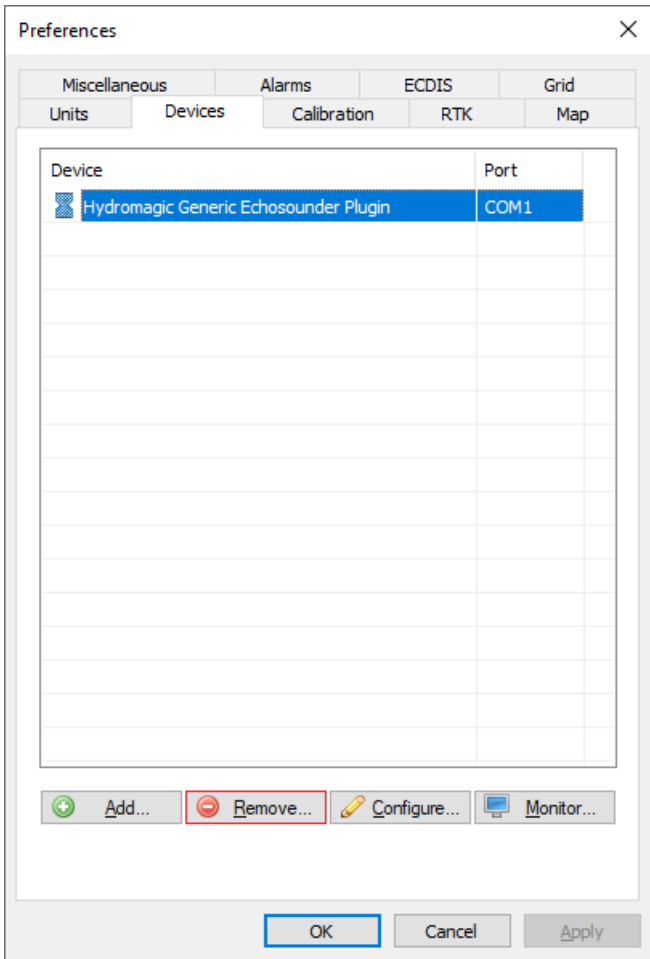 Preferences
Miscellaneous Alarms ECDIS Grid
Units Devices Calibration RTK Map
Device Port
Hydromagic Generic Echosounder Plugin COM1
Add... Remove... Configure... Monitor...
OK Cancel Apply